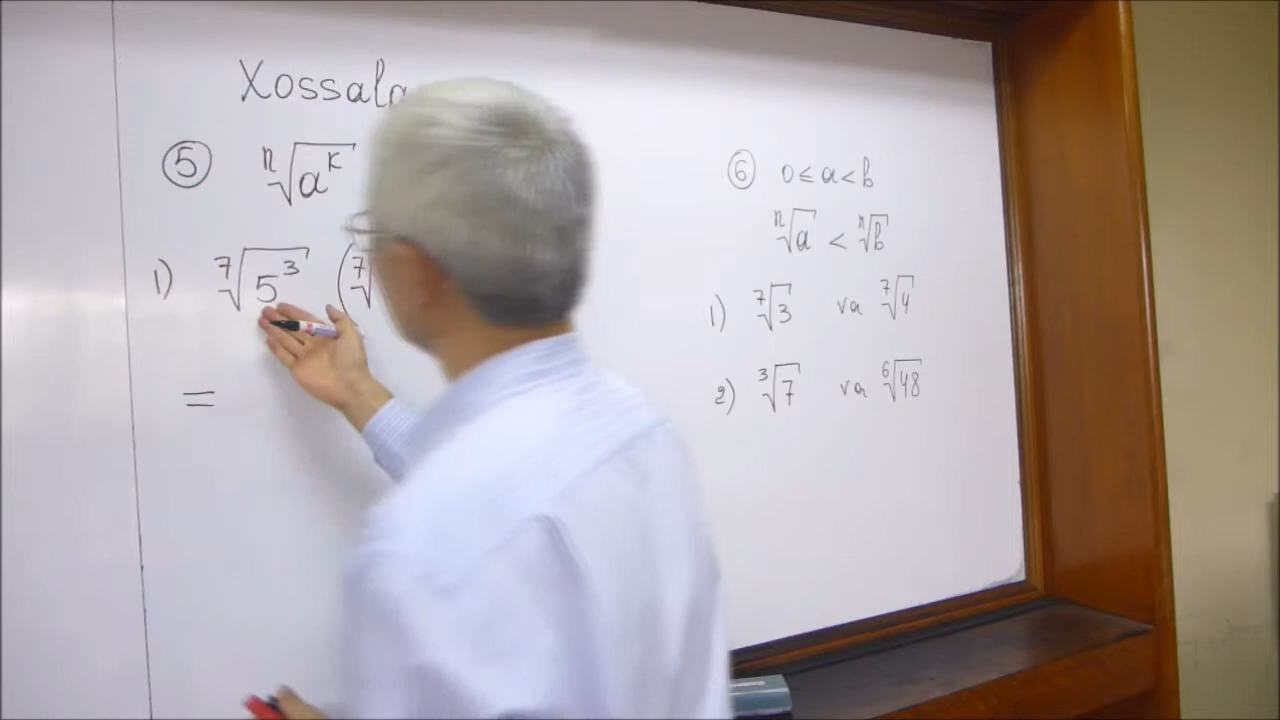 ⑤ ⁿ√aᵏ
1) ⁷√5³ (⁷√
=
⑥ 0≤a<b
ⁿ√a < ⁿ√b
1) ⁷√3 va ⁷√4
2) ³√7 va ⁶√48